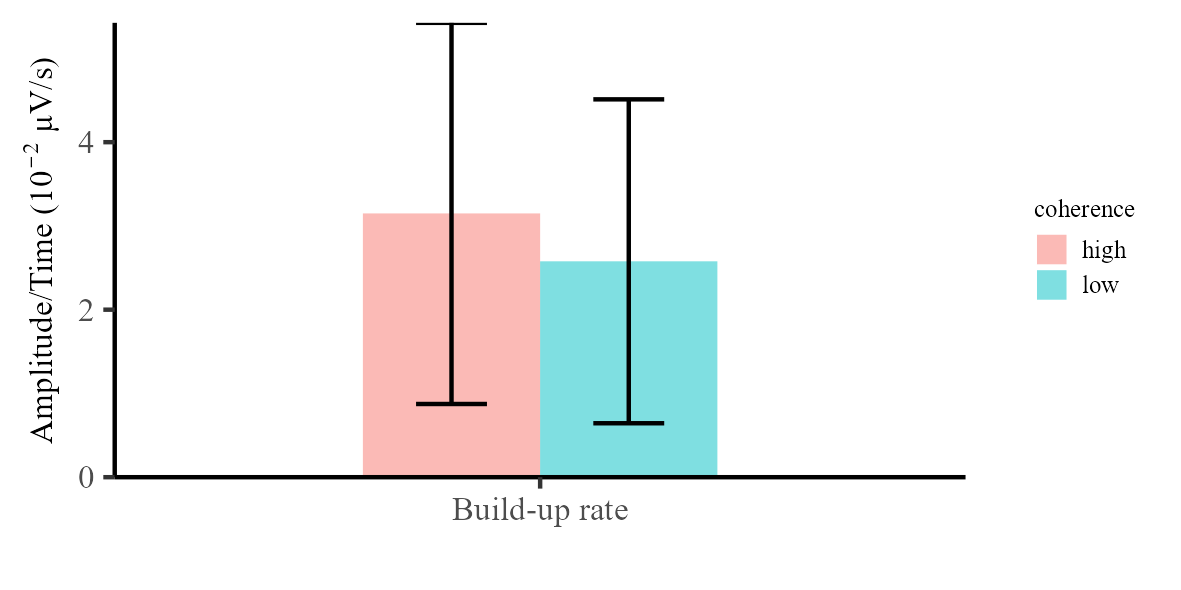 Amplitude/Time (10⁻² μV/s)
4
2
0
Build-up rate
coherence
high
low